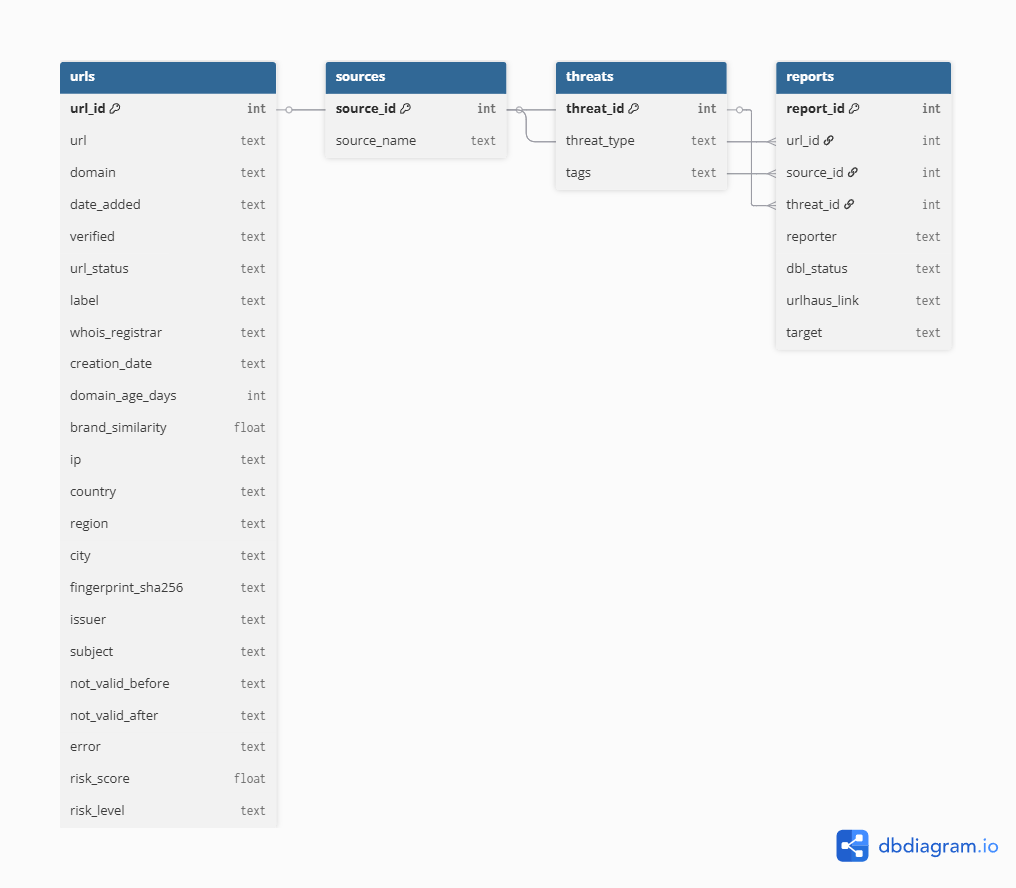 urls
url_id int
url text
domain text
date_added text
verified text
url_status text
label text
whois_registrar text
creation_date text
domain_age_days int
brand_similarity float
ip text
country text
region text
city text
fingerprint_sha256 text
issuer text
subject text
not_valid_before text
not_valid_after text
error text
risk_score float
risk_level text
sources
source_id int
source_name text
threats
threat_id int
threat_type text
tags text
reports
report_id int
url_id int
source_id int
threat_id int
reporter text
dbl_status text
urlhaus_link text
target text
dbdiagram.io